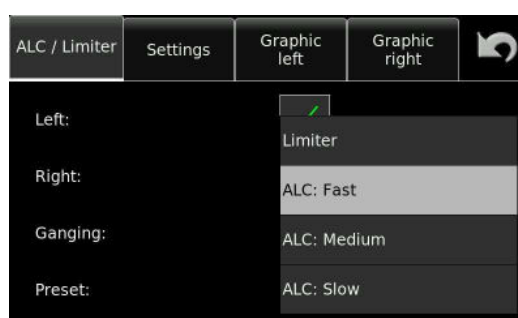 ALC / Limiter
Settings
Graphic
left
Graphic
right
Left:
Limiter
Right:
ALC: Fast
Ganging:
ALC: Medium
Preset:
ALC: Slow